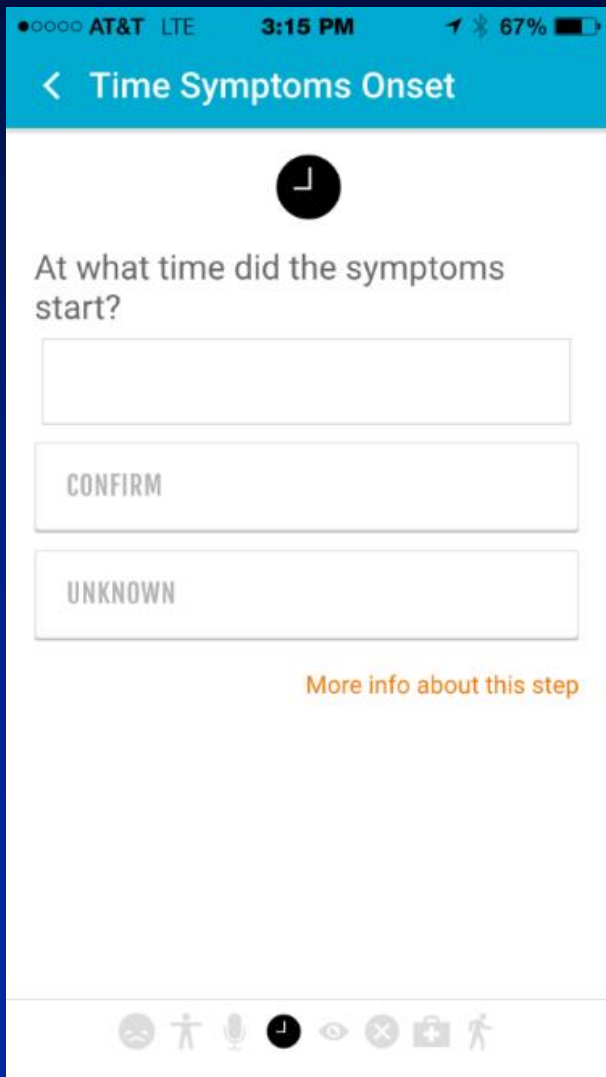 AT&T LTE 3:15 PM 67%
Time Symptoms Onset
At what time did the symptoms
start?
CONFIRM
UNKNOWN
More info about this step